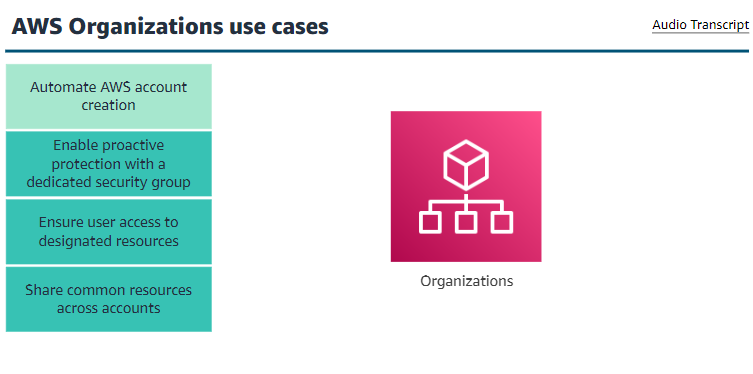 AWS Organizations use cases
Audio Transcript
Automate AWS account
creation
Enable proactive
protection with a
dedicated security group
Ensure user access to
designated resources
Share common resources
across accounts
Organizations